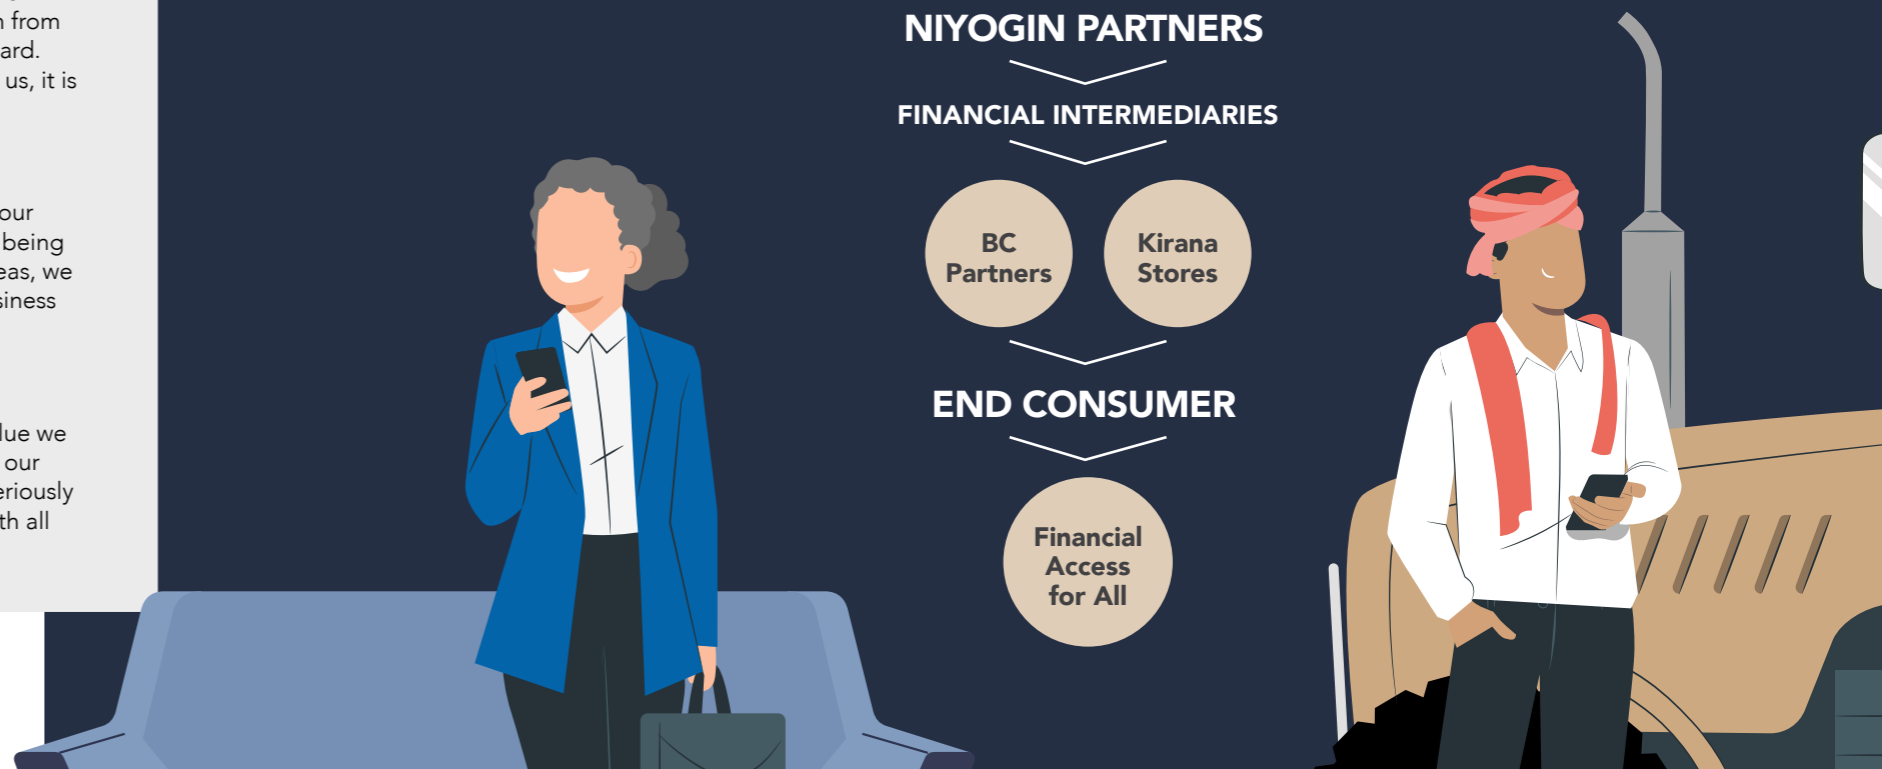 from
ard.
us, it is
our
being
eas, we
siness
lue we
our
eriously
th all
NIYOGIN PARTNERS
FINANCIAL INTERMEDIARIES
BC
Partners
Kirana
Stores
END CONSUMER
Financial
Access
for All